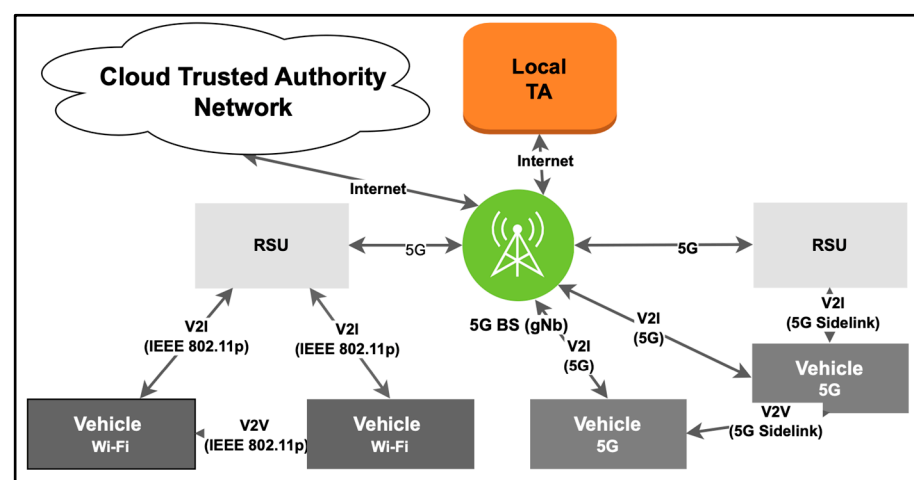 Cloud Trusted Authority
Network
Local
TA
Internet
Internet
RSU
5G
5G
RSU
5G BS (gNb)
V2I
(IEEE 802.11p)
V2I
(IEEE 802.11p)
V2I
(5G)
V2I
(5G)
V2I
(5G Sidelink)
Vehicle
5G
Vehicle
Wi-Fi
V2V
(IEEE 802.11p)
Vehicle
Wi-Fi
Vehicle
5G
V2V
(5G Sidelink)